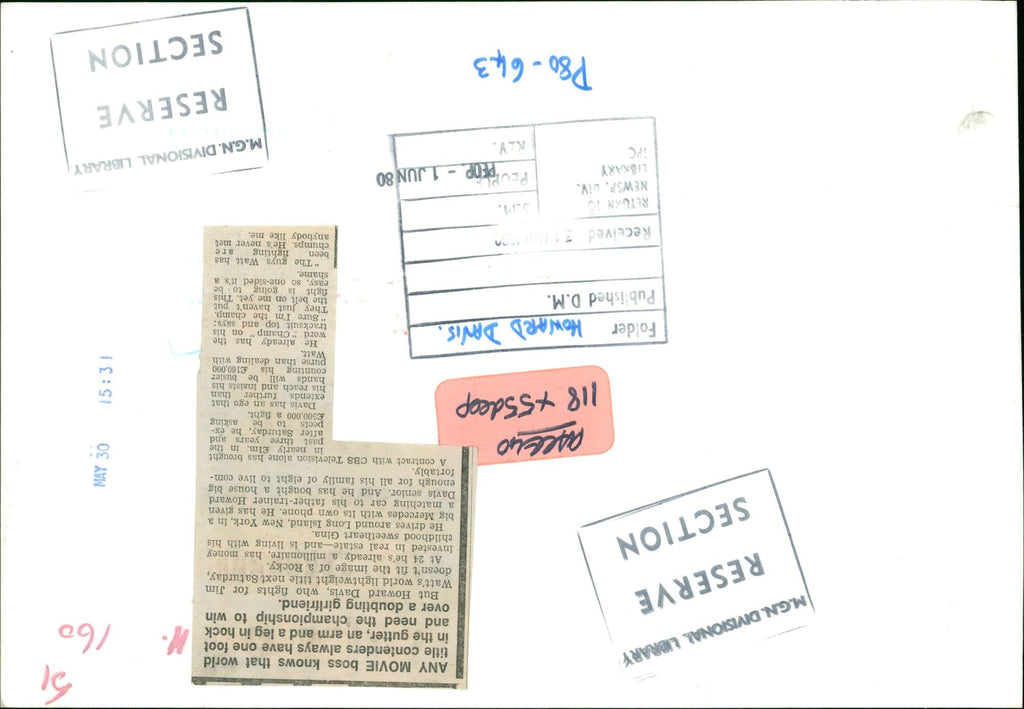 ANY MOVIE boss knows that world
title contenders always have one foot
in the gutter, an arm and a leg in hock
and need the championship to win
over a doubting girlfriend.
But Howard Davis, who fights for Jim
Watt's world lightweight title next Saturday,
doesn't fit the image of a Rocky.
At 24 he's already a millionaire, has money
invested in real estate—and is living with his
childhood sweetheart Gina.
He drives around Long Island, New York, in a
big Mercedes with its own phone. He has given
a matching car to his father-trainer Howard
Davis senior. And he has bought a house big
enough for all his family of eight to live com-
fortably.
A contract with CBS Television alone has brought
in nearly £1m. in the
past three years and
after Saturday, he ex-
pects to be asking
£500,000 a fight.
Davis has an ego that
extends further than
his reach and insists his
hands will be busier
counting his £160,000
purse than dealing with
Watt.
He already has the
word "Champ" on his
tracksuit top and says:
"Sure I'm the champ.
They just haven't put
the belt on me yet. This
fight is going to be
easy, so one-sided it's a
shame.
"The guys Watt has
been fighting are
chumps. He's never met
anybody like me.
M.G.N. DIVISIONAL LIBRARY
RESERVE
SECTION
118 x 55deep
Folder HOWARD DAVIS.
Published D.M.
Received 31 MAY 1980
RETURN TO
NEWSP. DIV.
LIBRARY
IPC
S.M.
PEOPLE
PEOP. - 1 JUN 80
REV.
P80-643
M.G.N. DIVISIONAL LIBRARY
RESERVE
SECTION
MAY 30 15:31
160